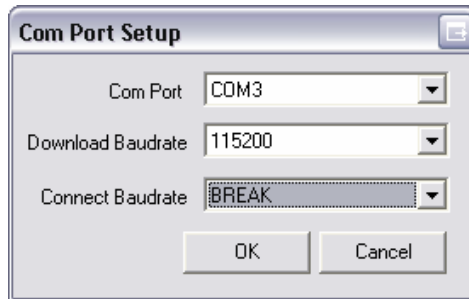 Com Port Setup
Com Port COM3
Download Baudrate 115200
Connect Baudrate BREAK
OK Cancel